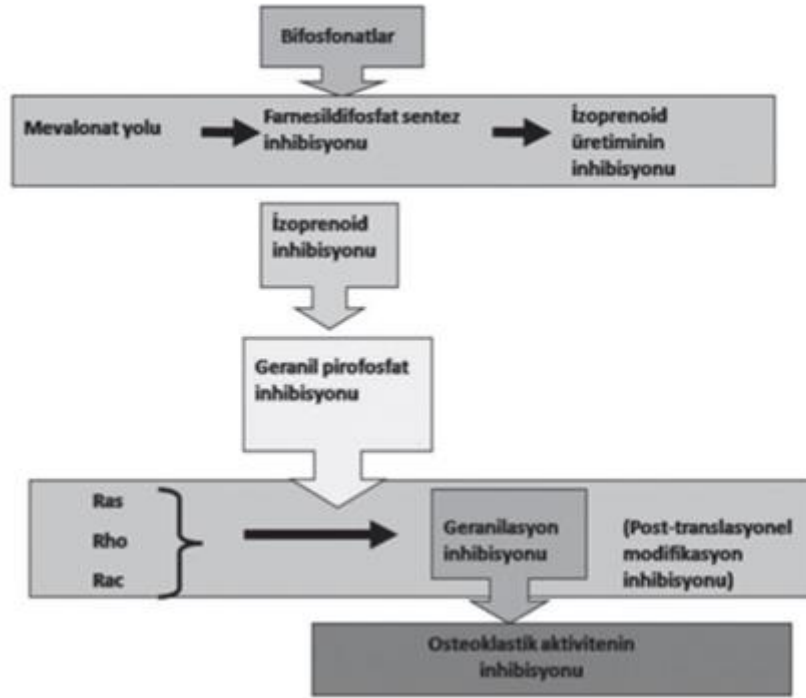 Bifosfonatlar
Mevalonat yolu
Farnesildifosfat sentez
inhibisyonu
İzoprenoid
üretiminin
inhibisyonu
İzoprenoid
inhibisyonu
Geranil pirofosfat
inhibisyonu
Ras
Rho
Rac
Geranilasyon
inhibisyonu
(Post-translasyonel
modifikasyon
inhibisyonu)
Osteoklastik aktivitenin
inhibisyonu